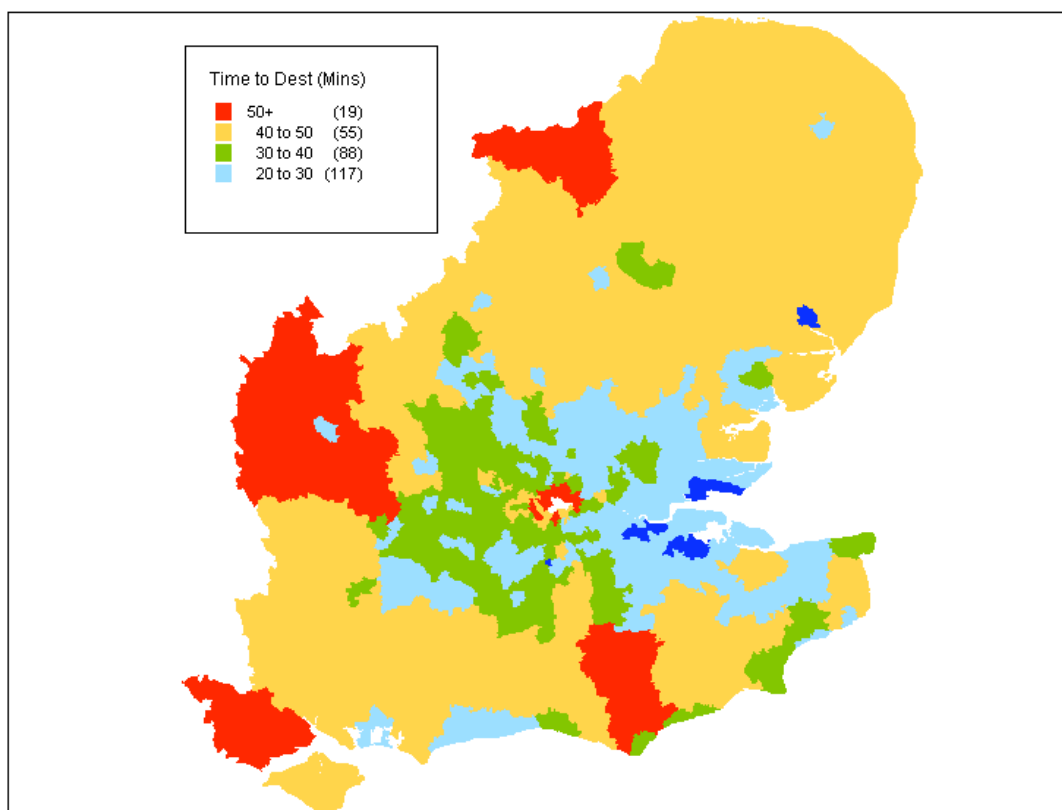 Time to Dest (Mins)
50+ (19)
40 to 50 (55)
30 to 40 (88)
20 to 30 (117)